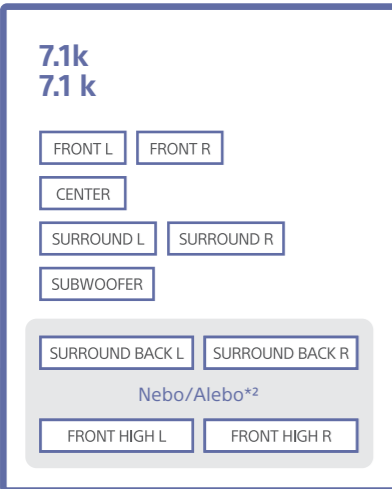 7.1k
7.1 k
FRONT L FRONT R
CENTER
SURROUND L SURROUND R
SUBWOOFER
SURROUND BACK L SURROUND BACK R
Nebo/Alebo*²
FRONT HIGH L FRONT HIGH R